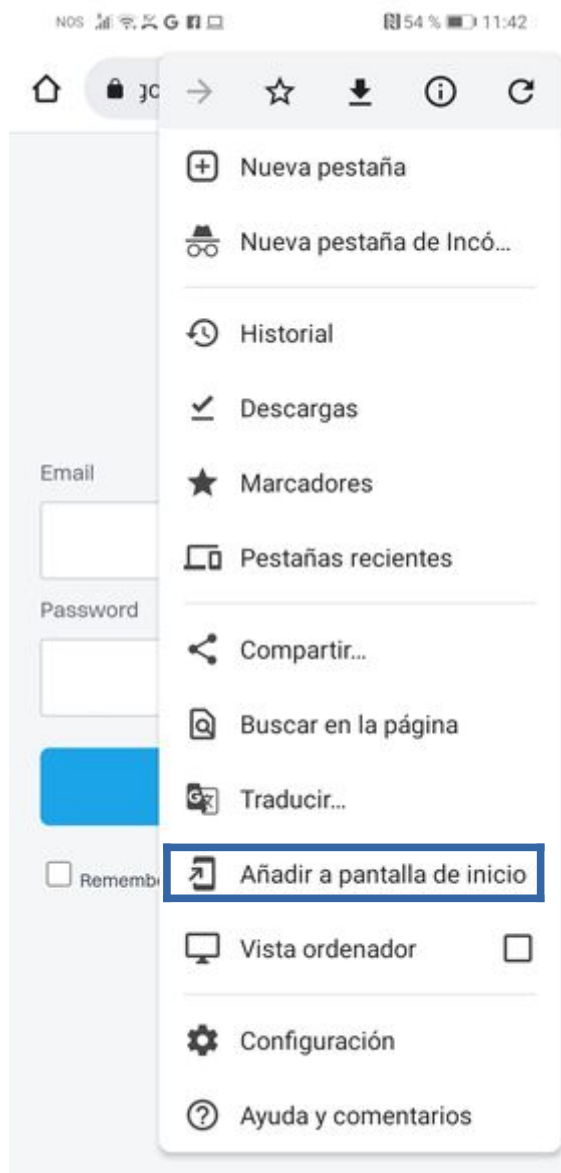 NOS G 54 % 11:42
Nueva pestaña
Nueva pestaña de Incó...
Historial
Descargas
Email
Marcadores
Pestañas recientes
Password
Compartir...
Buscar en la página
Traducir...
Añadir a pantalla de inicio
Vista ordenador
Configuración
Ayuda y comentarios